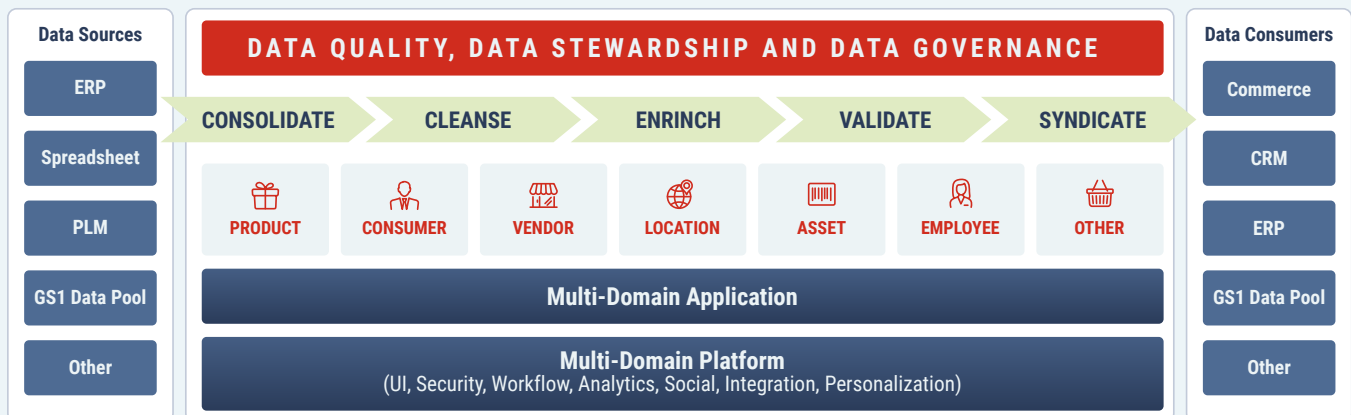 Data Sources
ERP
Spreadsheet
PLM
GS1 Data Pool
Other
DATA QUALITY, DATA STEWARDSHIP AND DATA GOVERNANCE
CONSOLIDATE
CLEANSE
ENRINCH
VALIDATE
SYNDICATE
PRODUCT
CONSUMER
VENDOR
LOCATION
ASSET
EMPLOYEE
OTHER
Multi-Domain Application
Multi-Domain Platform
(UI, Security, Workflow, Analytics, Social, Integration, Personalization)
Data Consumers
Commerce
CRM
ERP
GS1 Data Pool
Other